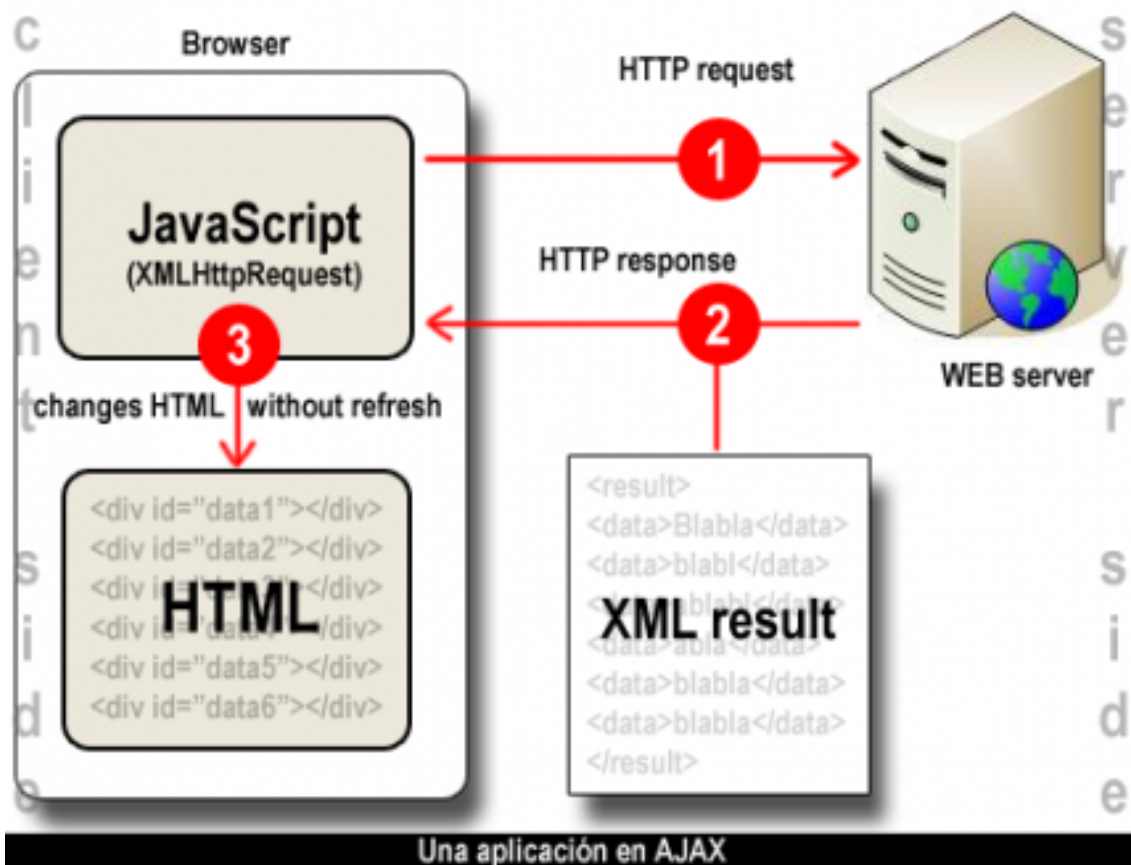 client side
server side
Browser
HTTP request
1
JavaScript
(XMLHttpRequest)
HTTP response
2
3
WEB server
changes HTML without refresh
<div id="data1"></div>
<div id="data2"></div>
HTML
<div id="data5"></div>
<div id="data6"></div>
<result>
<data>Blabla</data>
<data>blabl</data>
XML result
<data>abla</data>
<data>blabla</data>
<data>blabla</data>
</result>
Una aplicación en AJAX